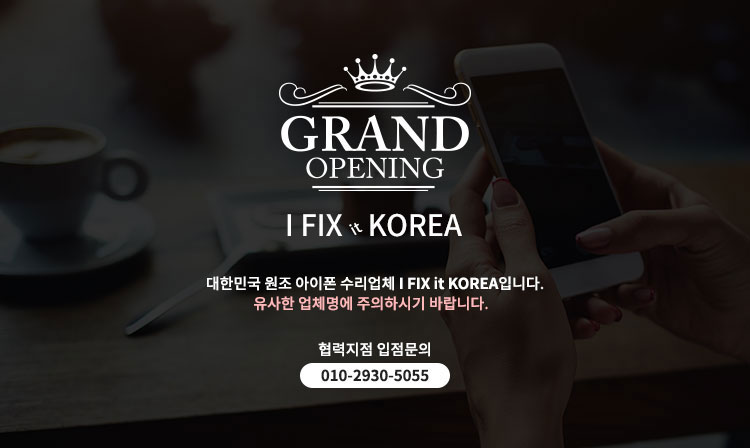 GRAND
OPENING
I FIX it KOREA
대한민국 원조 아이폰 수리업체 I FIX it KOREA입니다.
유사한 업체명에 주의하시기 바랍니다.
협력지점 입점문의
010-2930-5055